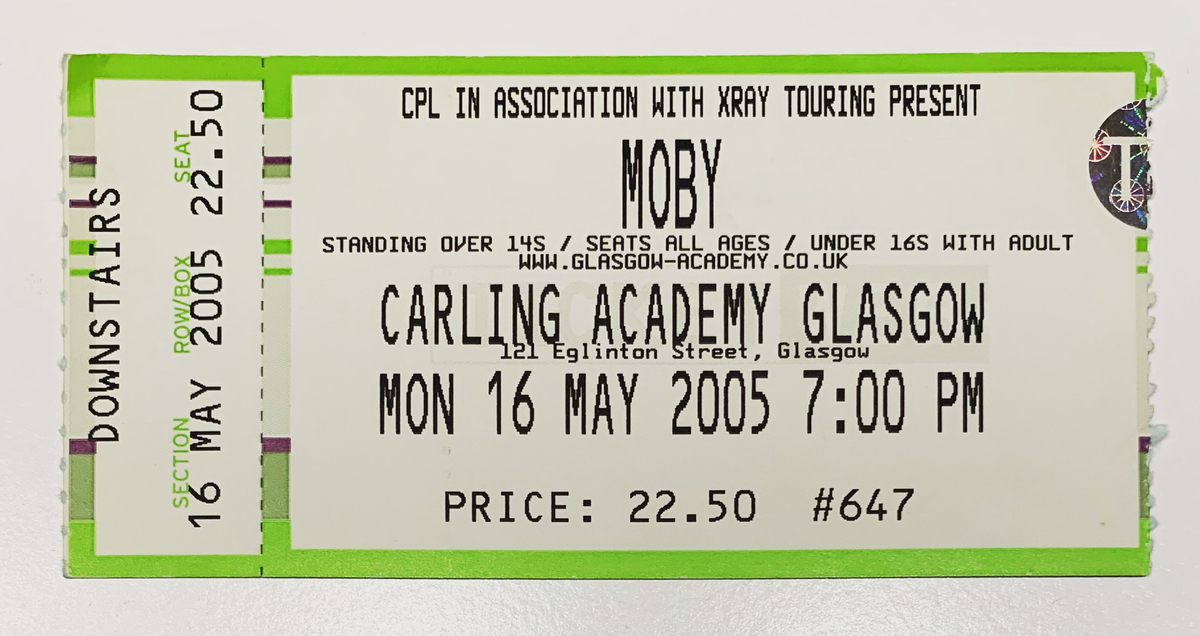 DOWNSTAIRS
SECTION ROW/BOX SEAT
16 MAY 2005 22.50
CPL IN ASSOCIATION WITH XRAY TOURING PRESENT
MOBY
STANDING OVER 14S / SEATS ALL AGES / UNDER 16S WITH ADULT
WWW.GLASGOW-ACADEMY.CO.UK
CARLING ACADEMY GLASGOW
121 Eglinton Street, Glasgow
MON 16 MAY 2005 7:00 PM
PRICE: 22.50 #647
T